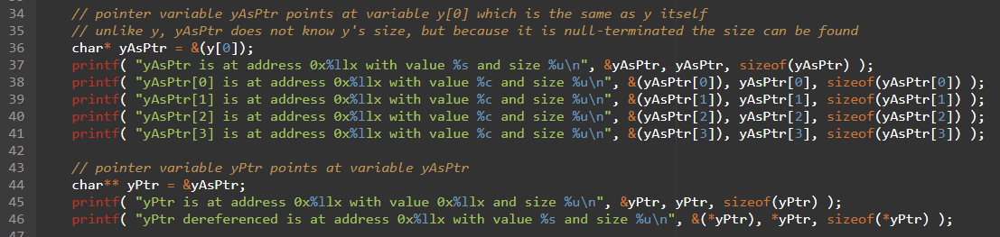 34 // pointer variable yAsPtr points at variable y[0] which is the same as y itself
35 // unlike y, yAsPtr does not know y's size, but because it is null-terminated the size can be found
36 char* yAsPtr = &(y[0]);
37 printf( "yAsPtr is at address 0x%llx with value %s and size %u\n", &yAsPtr, yAsPtr, sizeof(yAsPtr) );
38 printf( "yAsPtr[0] is at address 0x%llx with value %c and size %u\n", &(yAsPtr[0]), yAsPtr[0], sizeof(yAsPtr[0]) );
39 printf( "yAsPtr[1] is at address 0x%llx with value %c and size %u\n", &(yAsPtr[1]), yAsPtr[1], sizeof(yAsPtr[1]) );
40 printf( "yAsPtr[2] is at address 0x%llx with value %c and size %u\n", &(yAsPtr[2]), yAsPtr[2], sizeof(yAsPtr[2]) );
41 printf( "yAsPtr[3] is at address 0x%llx with value %c and size %u\n", &(yAsPtr[3]), yAsPtr[3], sizeof(yAsPtr[3]) );
42
43 // pointer variable yPtr points at variable yAsPtr
44 char** yPtr = &yAsPtr;
45 printf( "yPtr is at address 0x%llx with value 0x%llx and size %u\n", &yPtr, yPtr, sizeof(yPtr) );
46 printf( "yPtr dereferenced is at address 0x%llx with value %s and size %u\n", &(*yPtr), *yPtr, sizeof(*yPtr) );